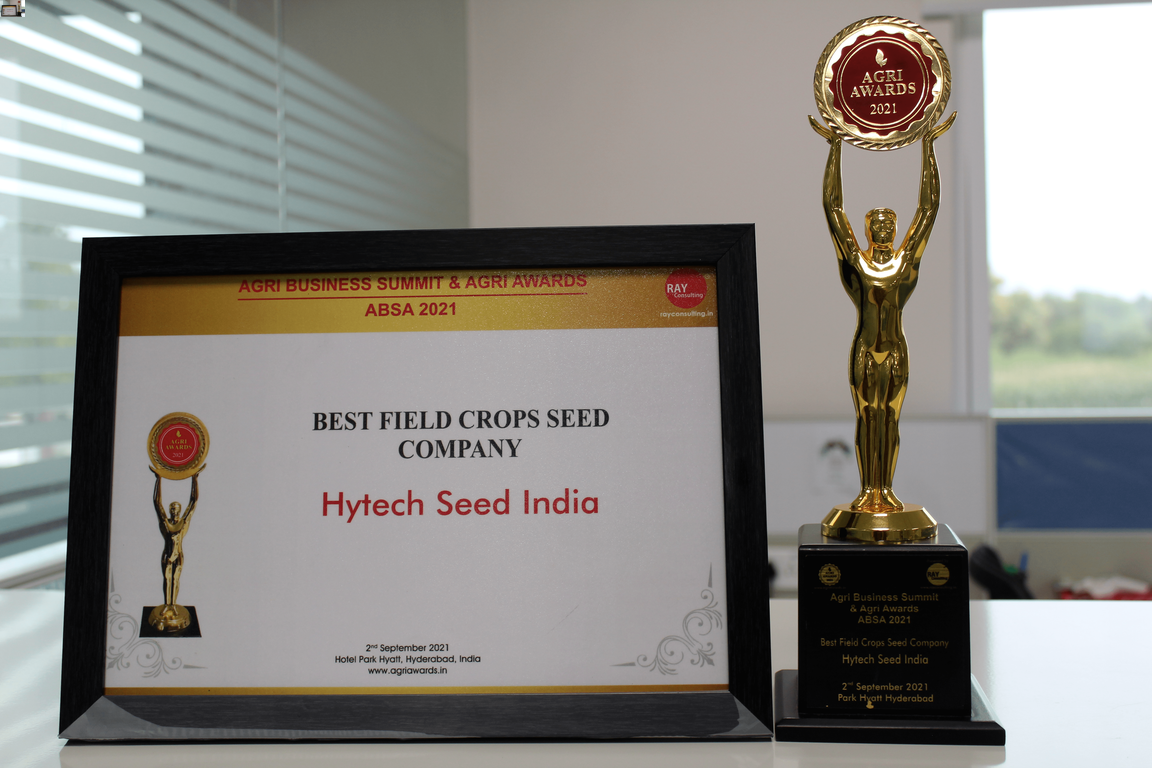 AGRI BUSINESS SUMMIT & AGRI AWARDS
ABSA 2021
RAY
Consulting
rayconsulting.in
BEST FIELD CROPS SEED
COMPANY
Hytech Seed India
AGRI
AWARDS
2021
2nd September 2021
Hotel Park Hyatt, Hyderabad, India
www.agriawards.in
AGRI
AWARDS
2021
RAY
Agri Business Summit
& Agri Awards
ABSA 2021
Best Field Crops Seed Company
Hytech Seed India
2nd September 2021
Park Hyatt Hyderabad